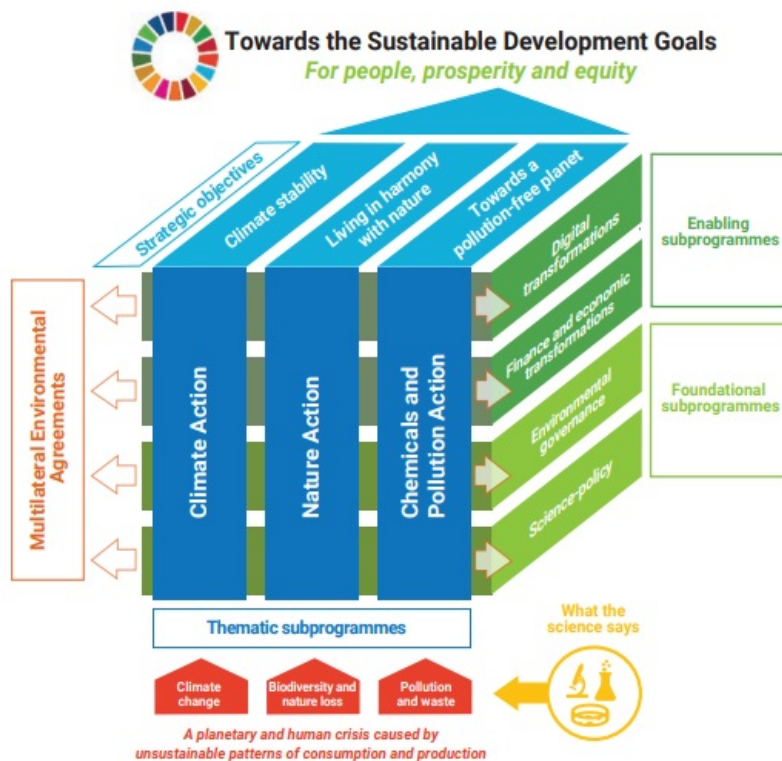 Towards the Sustainable Development Goals
For people, prosperity and equity
Strategic objectives
Climate stability
Living in harmony
with nature
Towards a
pollution-free planet
Digital
transformations
Finance and economic
transformations
Environmental
governance
Science-policy
Enabling
subprogrammes
Foundational
subprogrammes
Multilateral Environmental
Agreements
Climate Action
Nature Action
Chemicals and
Pollution Action
Thematic subprogrammes
What the
science says
Climate
change
Biodiversity and
nature loss
Pollution
and waste
A planetary and human crisis caused by
unsustainable patterns of consumption and production